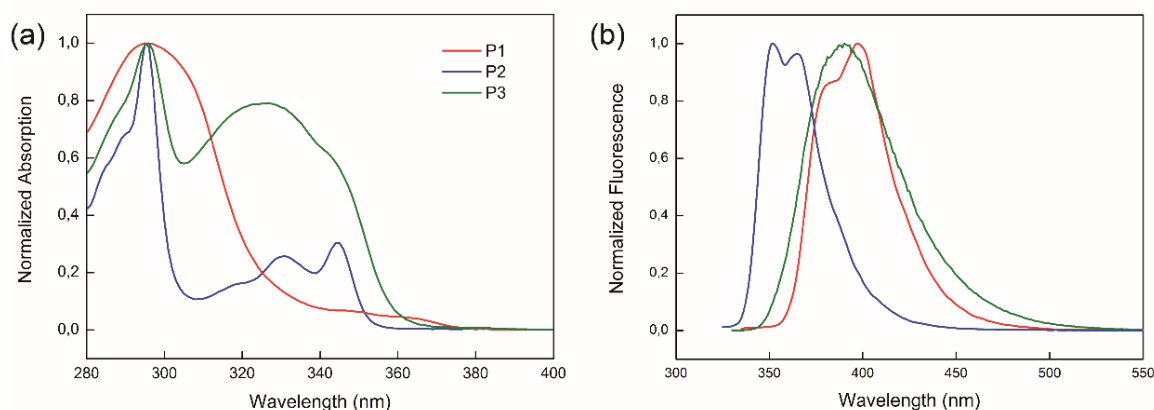 (a)
Normalized Absorption
1,0
0,8
0,6
0,4
0,2
0,0
P1
P2
P3
280 300 320 340 360 380 400
Wavelength (nm)
(b)
Normalized Fluorescence
1,0
0,8
0,6
0,4
0,2
0,0
300 350 400 450 500 550
Wavelength (nm)